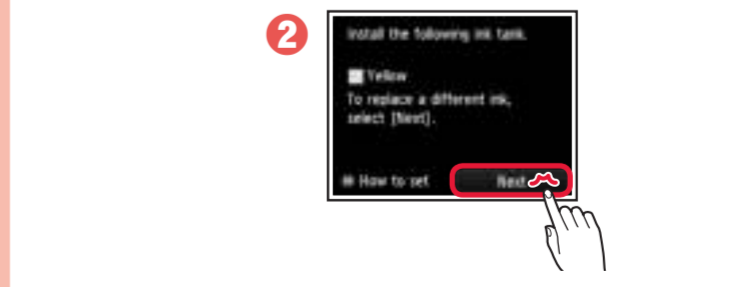 2
Install the following ink tank.
Yellow
To replace a different ink,
select [Next].
How to set
Next